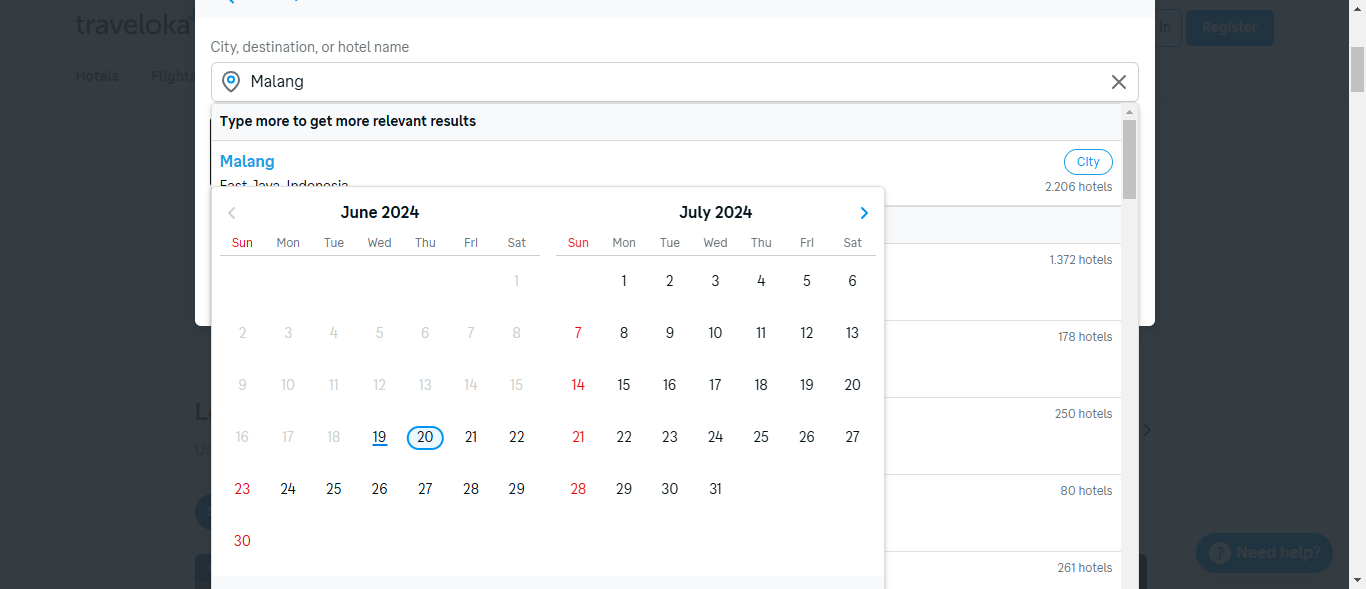 traveloka
In
Register
Hotels
Flights
City, destination, or hotel name
Malang
Type more to get more relevant results
Malang
City
East Java, Indonesia
2.206 hotels
June 2024
Sun Mon Tue Wed Thu Fri Sat
1
2 3 4 5 6 7 8
9 10 11 12 13 14 15
16 17 18 19 20 21 22
23 24 25 26 27 28 29
30
July 2024
Sun Mon Tue Wed Thu Fri Sat
1 2 3 4 5 6
7 8 9 10 11 12 13
14 15 16 17 18 19 20
21 22 23 24 25 26 27
28 29 30 31
1.372 hotels
178 hotels
250 hotels
80 hotels
261 hotels
? Need help?